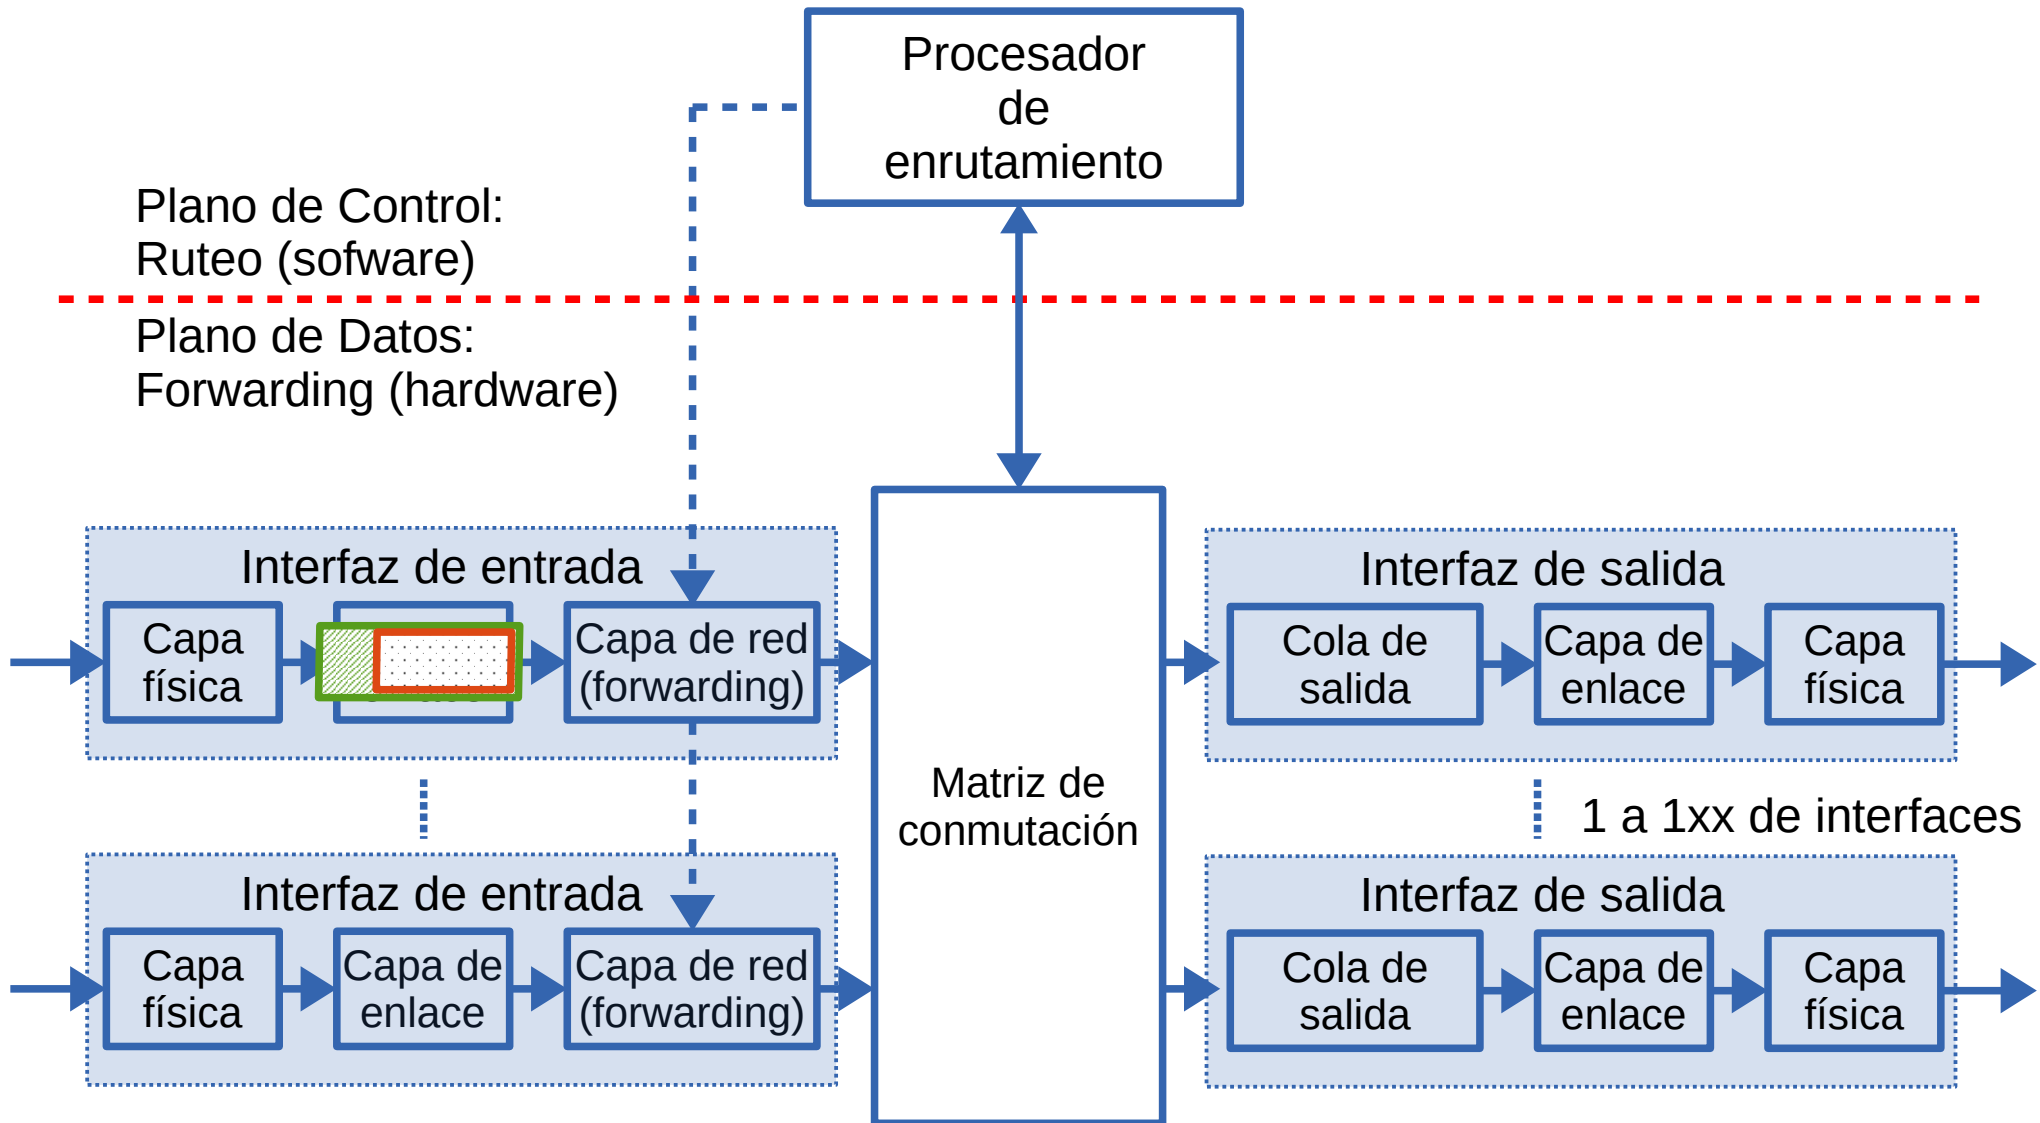 Procesador
de
enrutamiento
Plano de Control:
Ruteo (sofware)
Plano de Datos:
Forwarding (hardware)
Interfaz de entrada
Capa
física
Capa de red
(forwarding)
Interfaz de salida
Cola de
salida
Capa de
enlace
Capa
física
Matriz de
conmutación
1 a 1xx de interfaces
Interfaz de entrada
Capa
física
Capa de
enlace
Capa de red
(forwarding)
Interfaz de salida
Cola de
salida
Capa de
enlace
Capa
física